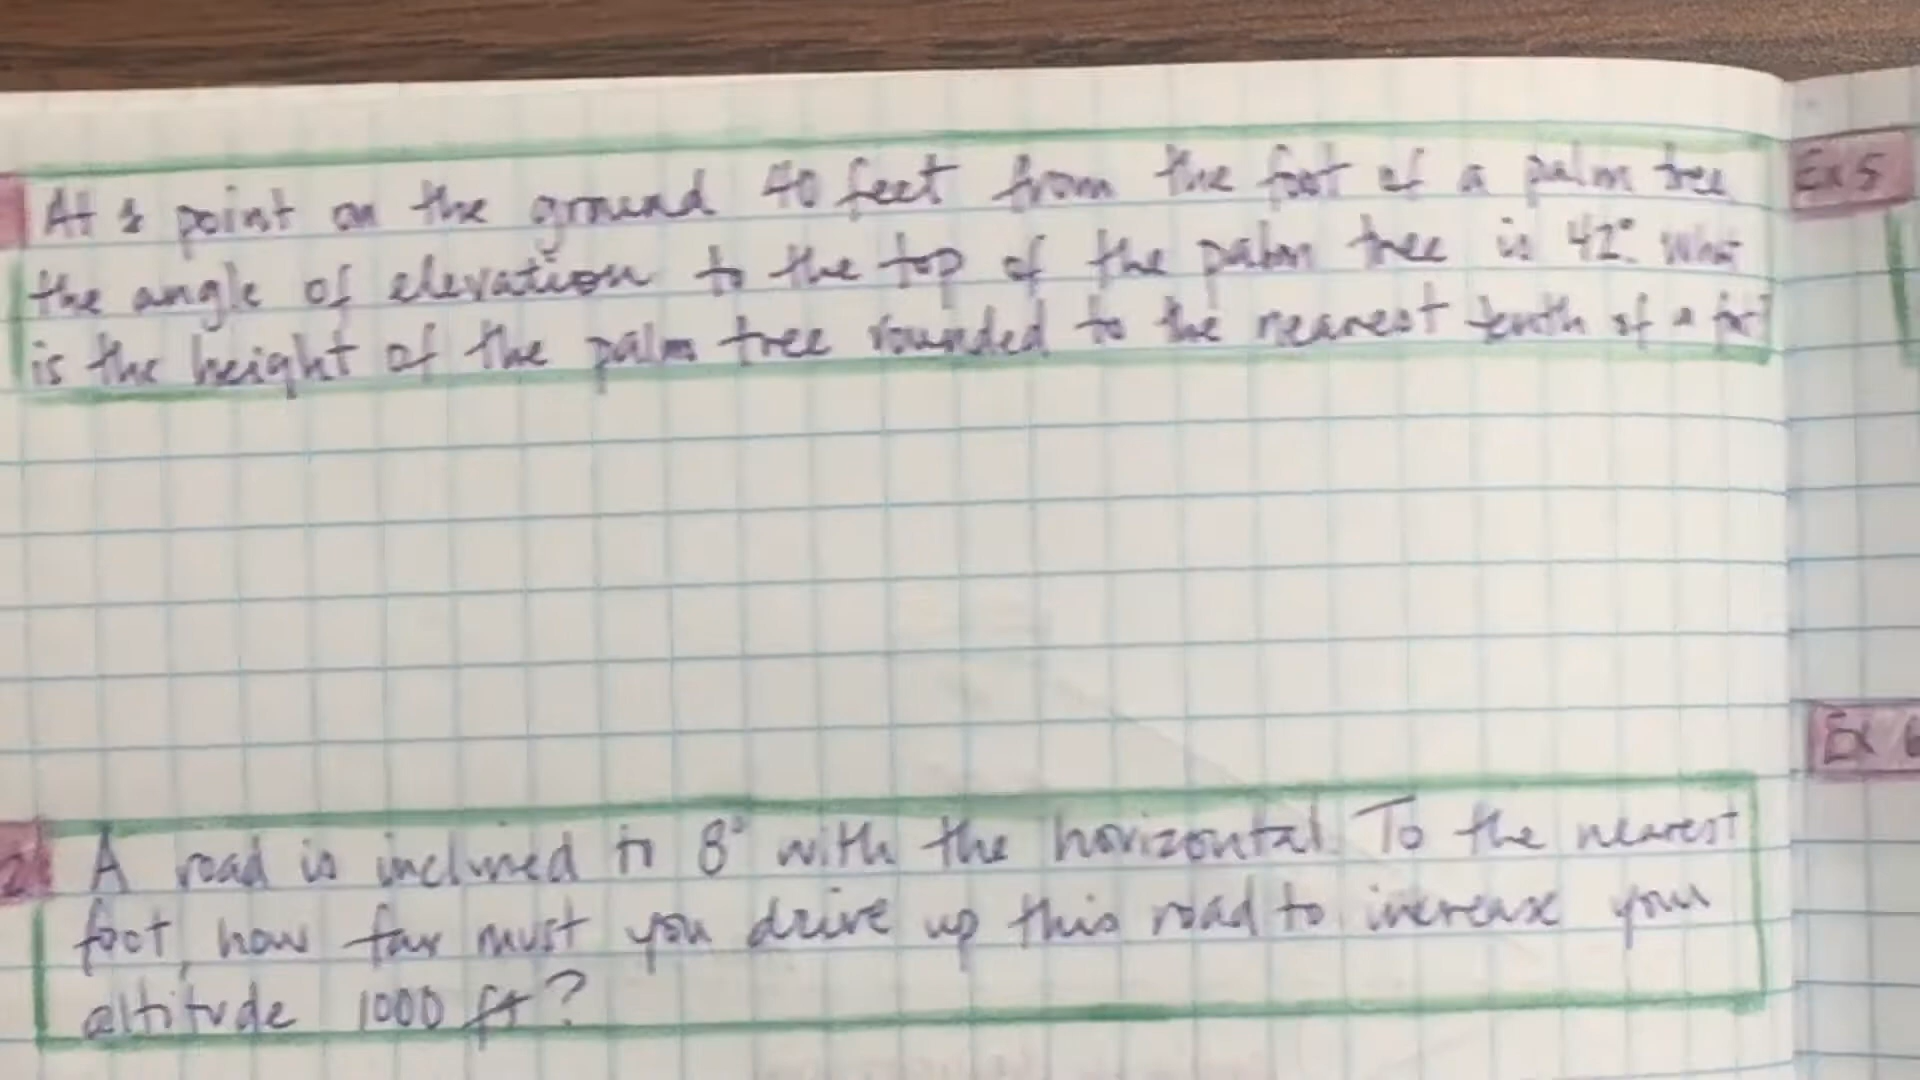 At a point on the ground 40 feet from the foot of a palm tree
the angle of elevation to the top of the palm tree is 42°. What
is the height of the palm tree rounded to the nearest tenth of a foot?
Ex 5
Ex 6
2 A road is inclined to 8° with the horizontal. To the nearest
foot, how far must you drive up this road to increase your
altitude 1000 ft?